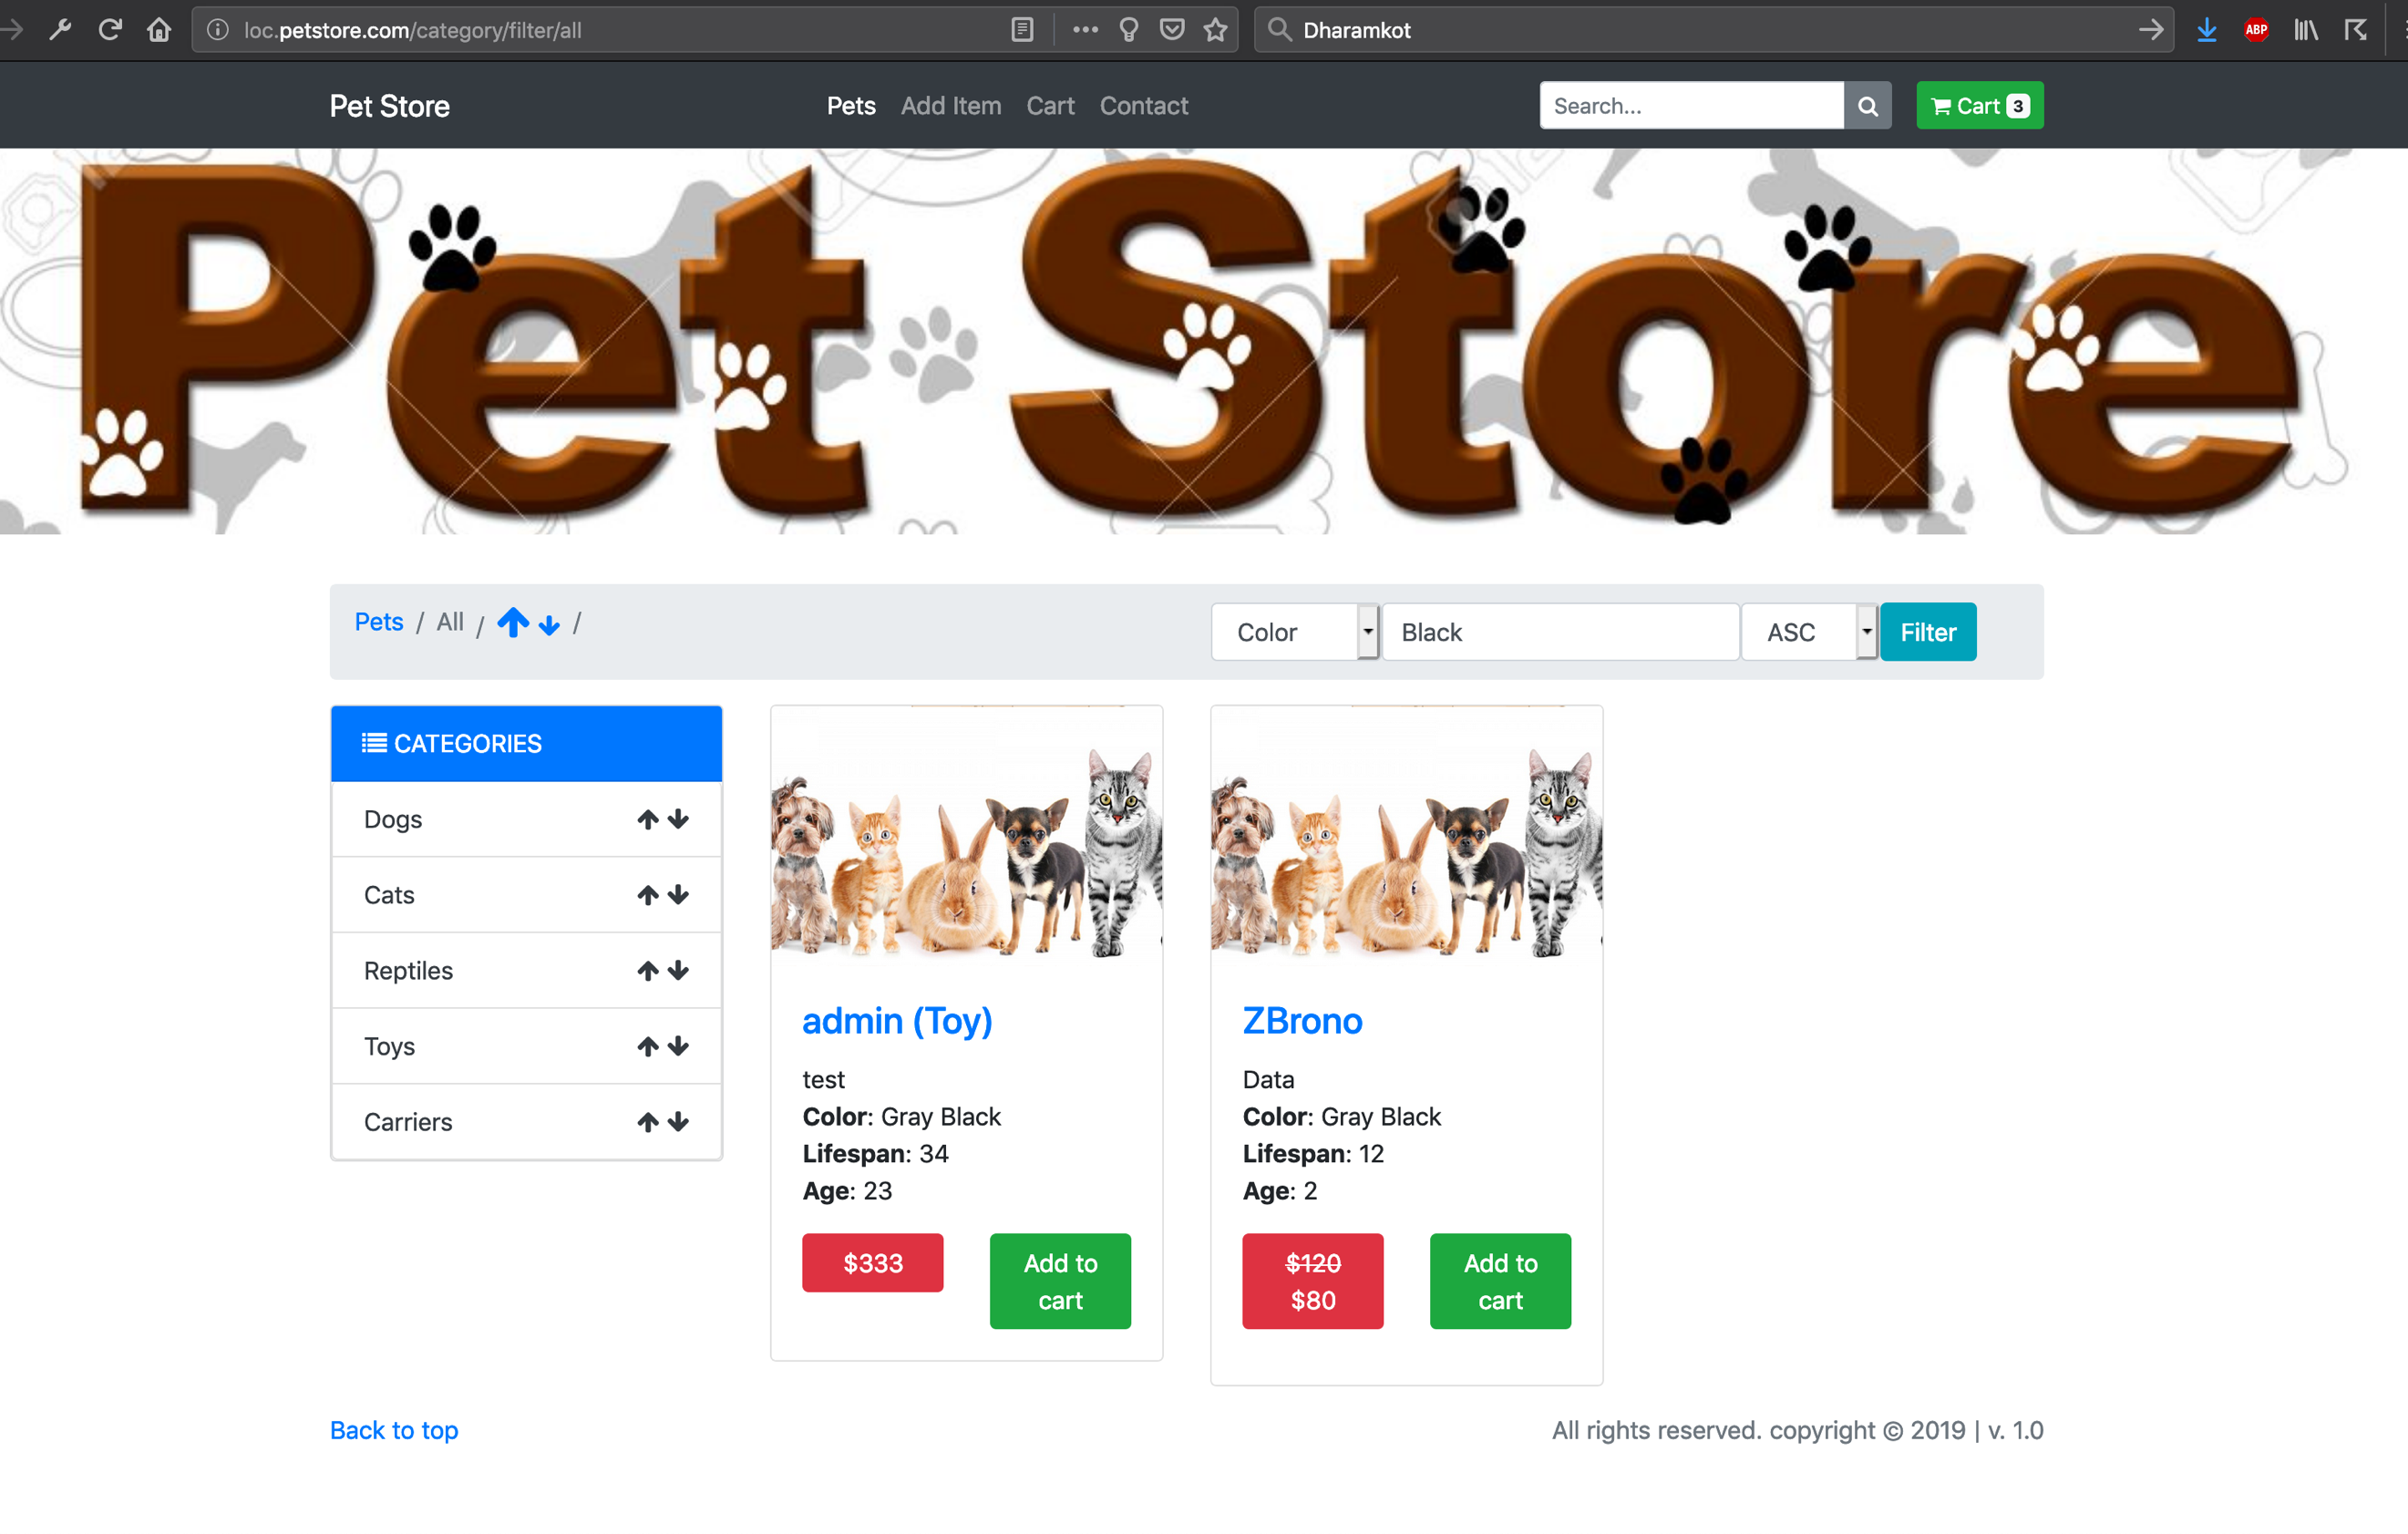 loc.petstore.com/category/filter/all
Dharamkot
ABP
Pet Store
Pets Add Item Cart Contact
Search...
Cart 3
Pet Store
Pets / All / /
Color Black ASC Filter
CATEGORIES
Dogs
Cats
Reptiles
Toys
Carriers
admin (Toy)
test
Color: Gray Black
Lifespan: 34
Age: 23
$333
Add to
cart
ZBrono
Data
Color: Gray Black
Lifespan: 12
Age: 2
$120
$80
Add to
cart
Back to top
All rights reserved. copyright © 2019 | v. 1.0